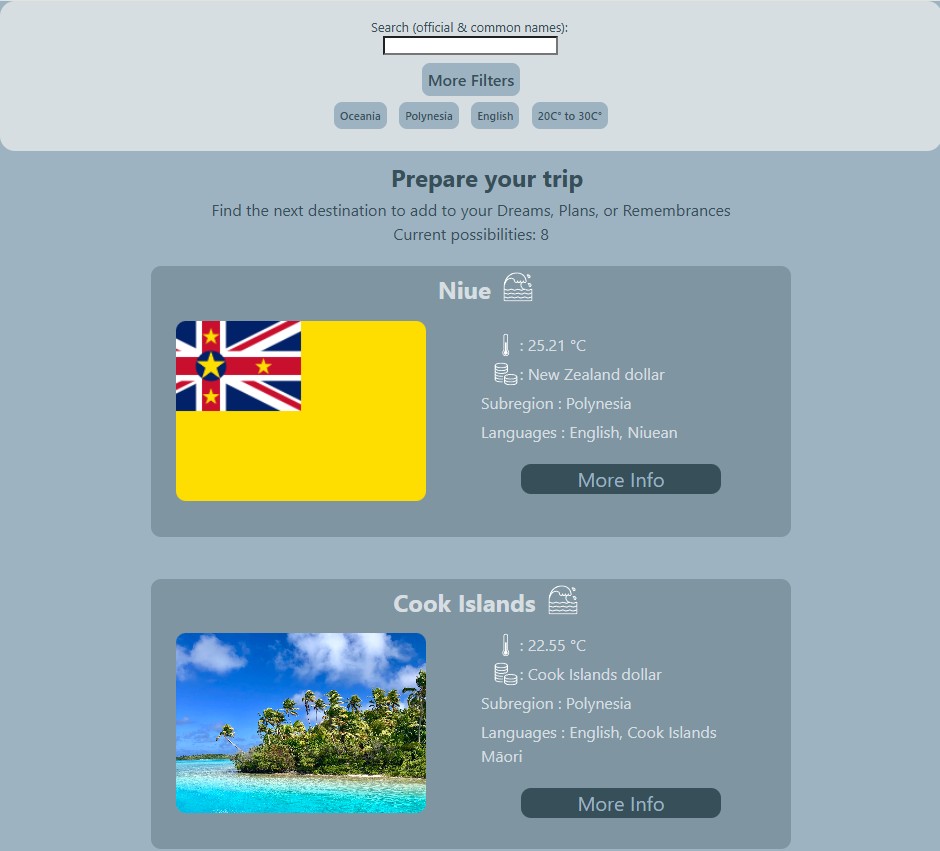 Search (official & common names):
More Filters
Oceania Polynesia English 20C° to 30C°
Prepare your trip
Find the next destination to add to your Dreams, Plans, or Remembrances
Current possibilities: 8
Niue
: 25.21 °C
: New Zealand dollar
Subregion : Polynesia
Languages : English, Niuean
More Info
Cook Islands
: 22.55 °C
: Cook Islands dollar
Subregion : Polynesia
Languages : English, Cook Islands
Māori
More Info